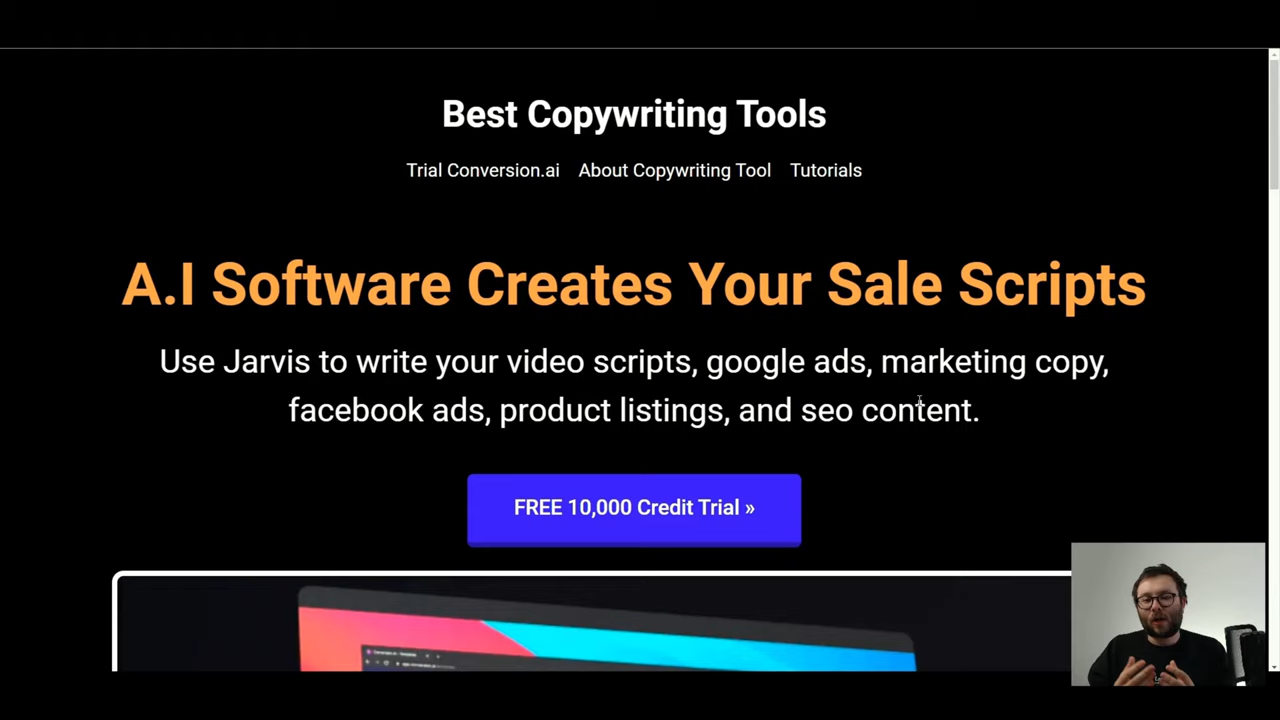 Best Copywriting Tools
Trial Conversion.ai About Copywriting Tool Tutorials
A.I Software Creates Your Sale Scripts
Use Jarvis to write your video scripts, google ads, marketing copy,
facebook ads, product listings, and seo content.
FREE 10,000 Credit Trial »